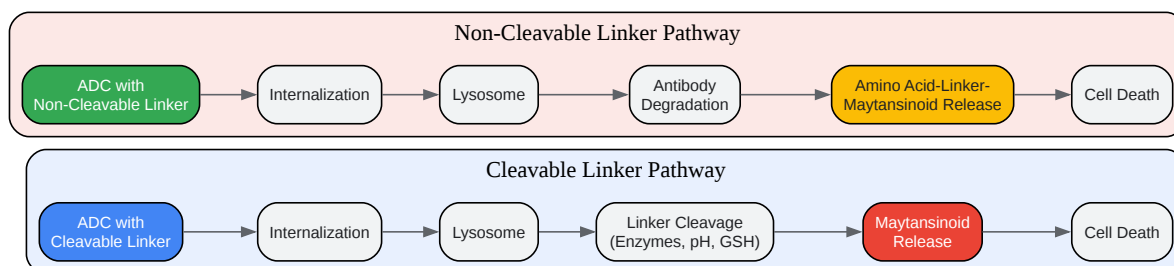 Non-Cleavable Linker Pathway
ADC with
Non-Cleavable Linker
Internalization
Lysosome
Antibody
Degradation
Amino Acid-Linker-
Maytansinoid Release
Cell Death
Cleavable Linker Pathway
ADC with
Cleavable Linker
Internalization
Lysosome
Linker Cleavage
(Enzymes, pH, GSH)
Maytansinoid
Release
Cell Death